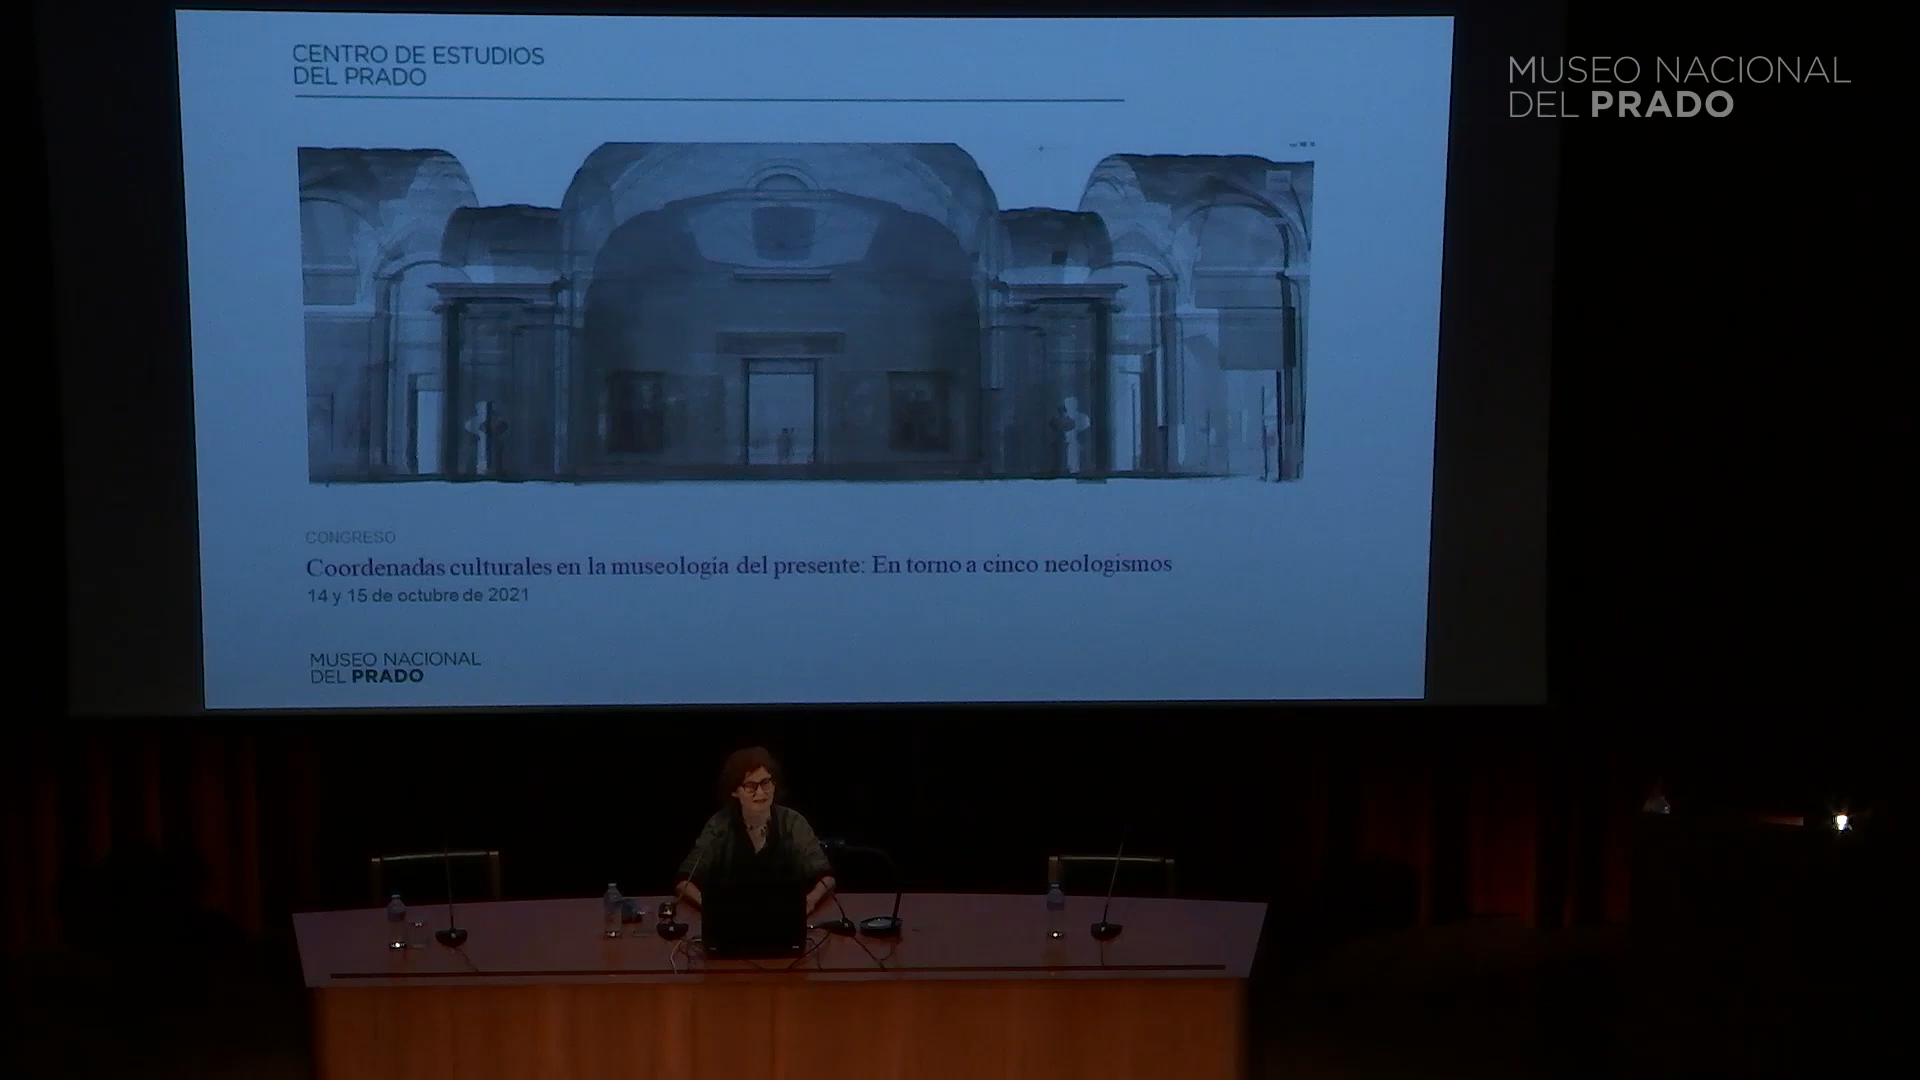 CENTRO DE ESTUDIOS
DEL PRADO
MUSEO NACIONAL
DEL PRADO
CONGRESO
Coordenadas culturales en la museología del presente: En torno a cinco neologismos
14 y 15 de octubre de 2021
MUSEO NACIONAL
DEL PRADO